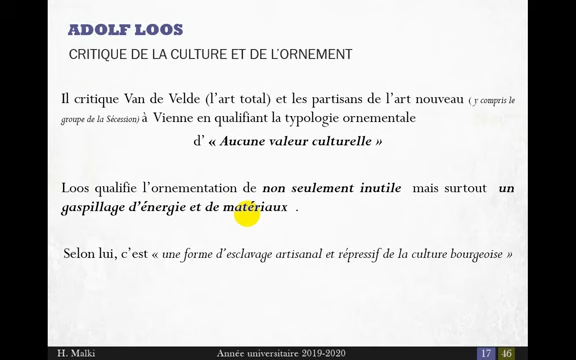 ADOLF LOOS
CRITIQUE DE LA CULTURE ET DE L'ORNEMENT
Il critique Van de Velde (l'art total) et les partisans de l'art nouveau ( y compris le
groupe de la Sécession) à Vienne en qualifiant la typologie ornementale
d' « Aucune valeur culturelle »
Loos qualifie l'ornementation de non seulement inutile mais surtout un
gaspillage d'énergie et de matériaux .
Selon lui, c'est « une forme d'esclavage artisanal et répressif de la culture bourgeoise »
H. Malki Année universitaire 2019-2020 17 46